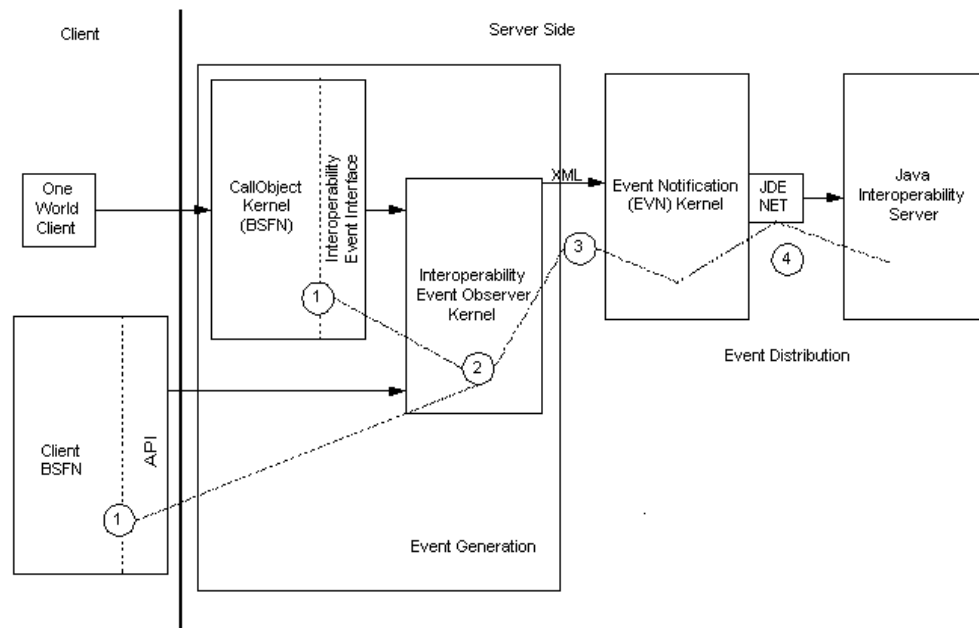 Client
Server Side
One
World
Client
CallObject
Kernel
(BSFN)
Interoperability
Event Interface
1
Interoperability
Event Observer
Kernel
2
XML
3
Event Notification
(EVN) Kernel
JDE
NET
4
Java
Interoperability
Server
Event Distribution
Client
BSFN
API
1
Event Generation